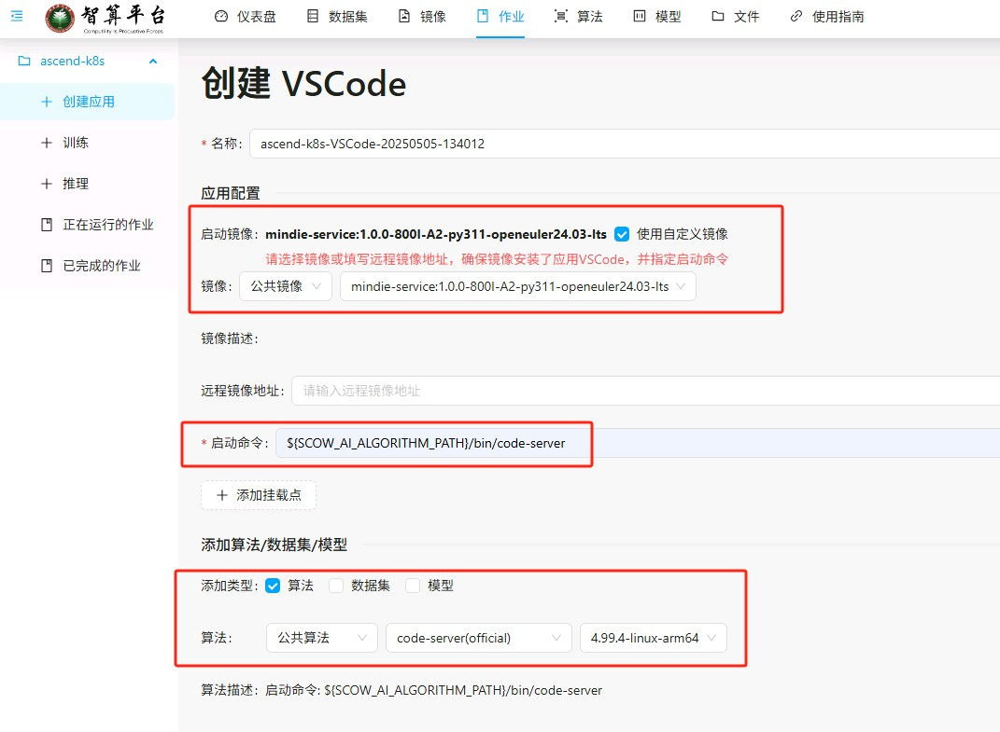 智算平台
Computility is Productive Forces
仪表盘 数据集 镜像 作业 算法 模型 文件 使用指南
ascend-k8s
创建应用
训练
推理
正在运行的作业
已完成的作业
创建 VSCode
* 名称: ascend-k8s-VSCode-20250505-134012
应用配置
启动镜像: mindie-service:1.0.0-800I-A2-py311-openeuler24.03-lts 使用自定义镜像
请选择镜像或填写远程镜像地址，确保镜像安装了应用VSCode，并指定启动命令
镜像: 公共镜像 mindie-service:1.0.0-800I-A2-py311-openeuler24.03-lts
镜像描述:
远程镜像地址: 请输入远程镜像地址
* 启动命令: ${SCOW_AI_ALGORITHM_PATH}/bin/code-server
添加挂载点
添加算法/数据集/模型
添加类型: 算法 数据集 模型
算法: 公共算法 code-server(official) 4.99.4-linux-arm64
算法描述: 启动命令: ${SCOW_AI_ALGORITHM_PATH}/bin/code-server